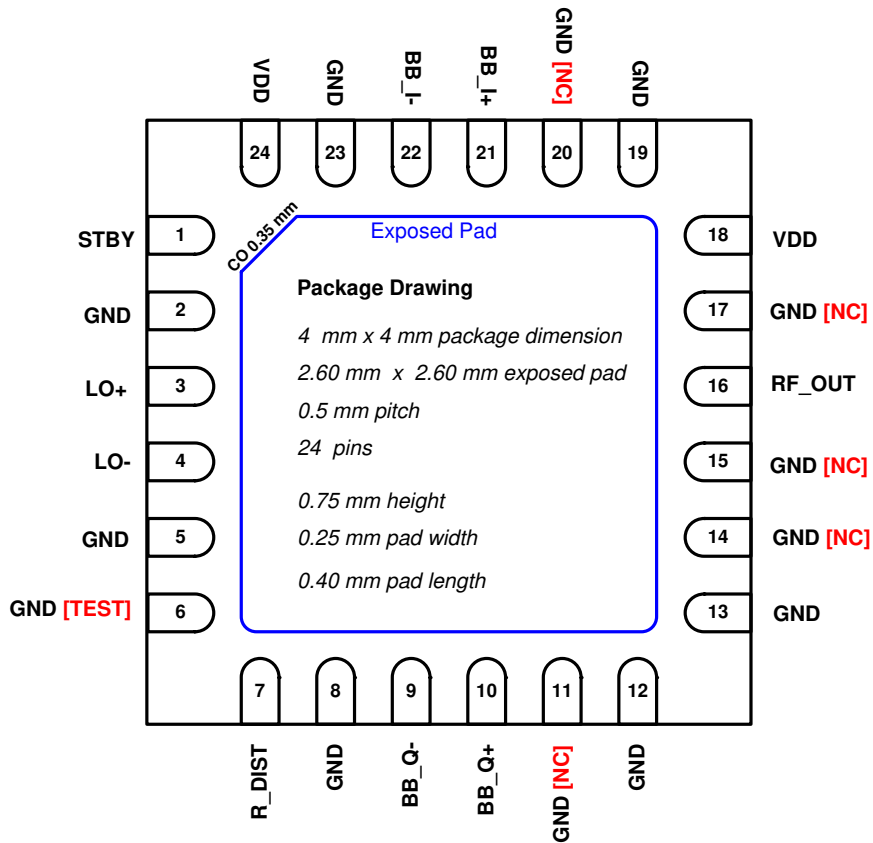 VDD
GND
BB_I-
BB_I+
GND [NC]
GND
24
23
22
21
20
19
CO 0.35 mm
Exposed Pad
STBY
1
18
VDD
GND
2
17
GND [NC]
LO+
3
16
RF_OUT
LO-
4
15
GND [NC]
GND
5
14
GND [NC]
GND [TEST]
6
13
GND
Package Drawing
4 mm x 4 mm package dimension
2.60 mm x 2.60 mm exposed pad
0.5 mm pitch
24 pins
0.75 mm height
0.25 mm pad width
0.40 mm pad length
7
8
9
10
11
12
R_DIST
GND
BB_Q-
BB_Q+
GND [NC]
GND